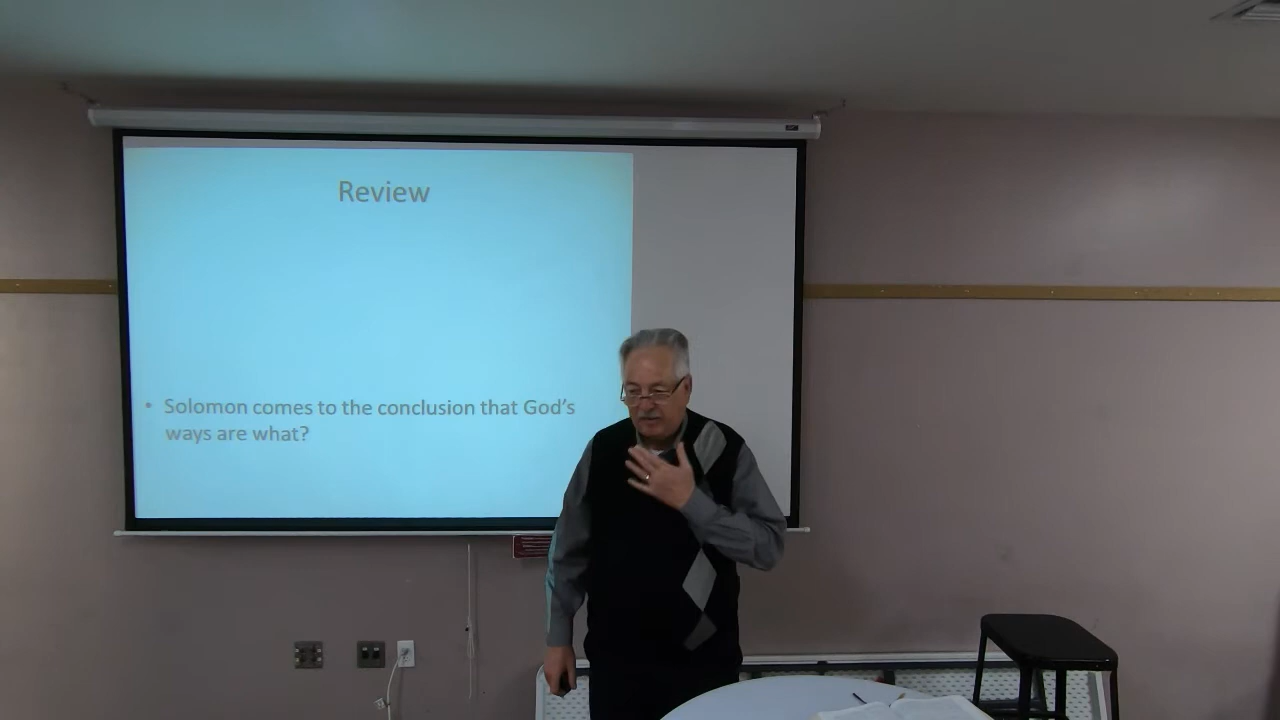 Review
• Solomon comes to the conclusion that God's
ways are what?